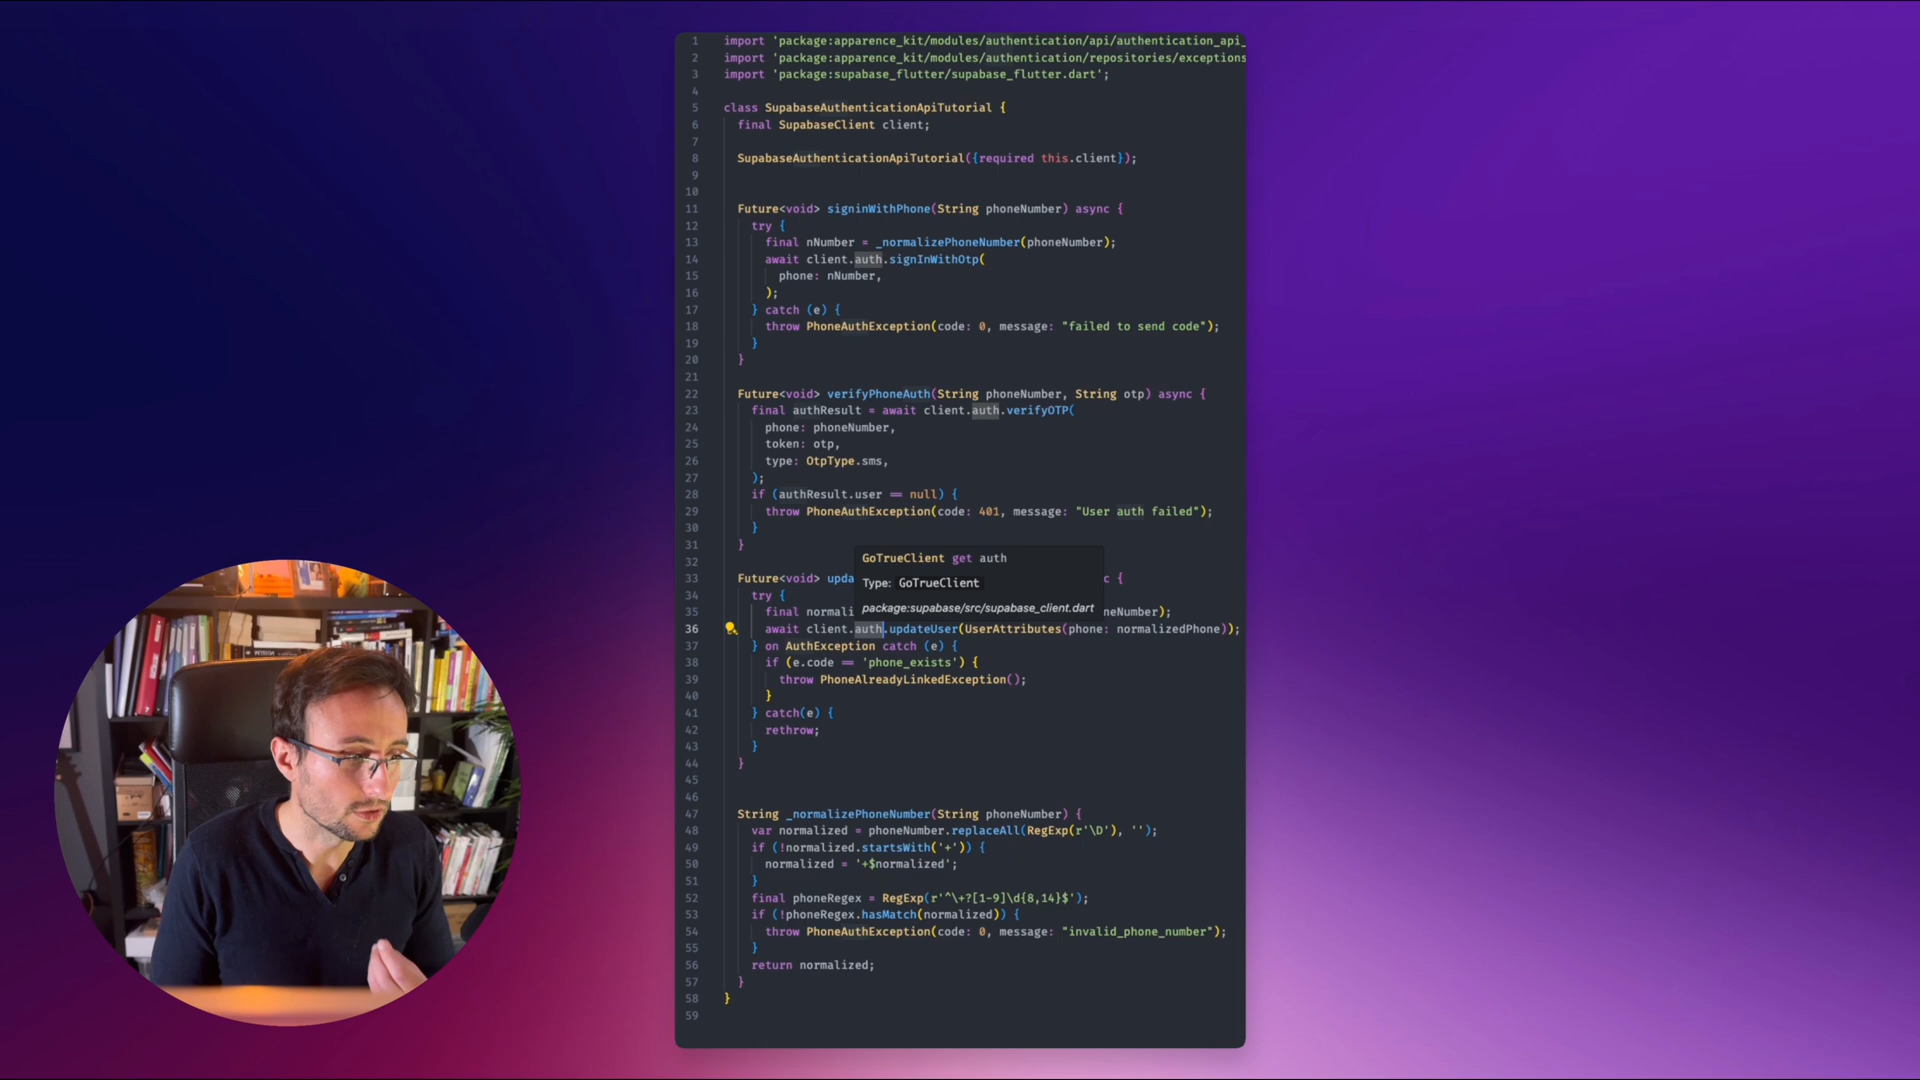 1 import 'package:apparence_kit/modules/authentication/api/authentication_api_
2 import 'package:apparence_kit/modules/authentication/repositories/exceptions
3 import 'package:supabase_flutter/supabase_flutter.dart';
4
5 class SupabaseAuthenticationApiTutorial {
6 final SupabaseClient client;
7
8 SupabaseAuthenticationApiTutorial({required this.client});
9
10
11 Future<void> signinWithPhone(String phoneNumber) async {
12 try {
13 final nNumber = _normalizePhoneNumber(phoneNumber);
14 await client.auth.signInWithOtp(
15 phone: nNumber,
16 );
17 } catch (e) {
18 throw PhoneAuthException(code: 0, message: "failed to send code");
19 }
20 }
21
22 Future<void> verifyPhoneAuth(String phoneNumber, String otp) async {
23 final authResult = await client.auth.verifyOTP(
24 phone: phoneNumber,
25 token: otp,
26 type: OtpType.sms,
27 );
28 if (authResult.user == null) {
29 throw PhoneAuthException(code: 401, message: "User auth failed");
30 }
31 }
32
GoTrueClient get auth
33 Future<void> upda c {
Type: GoTrueClient
34 try {
package:supabase/src/supabase_client.dart
35 final normali neNumber);
36 await client.auth.updateUser(UserAttributes(phone: normalizedPhone));
37 } on AuthException catch (e) {
38 if (e.code == 'phone_exists') {
39 throw PhoneAlreadyLinkedException();
40 }
41 } catch(e) {
42 rethrow;
43 }
44 }
45
46
47 String _normalizePhoneNumber(String phoneNumber) {
48 var normalized = phoneNumber.replaceAll(RegExp(r'\D'), '');
49 if (!normalized.startsWith('+')) {
50 normalized = '+$normalized';
51 }
52 final phoneRegex = RegExp(r'^\+?[1-9]\d{8,14}$');
53 if (!phoneRegex.hasMatch(normalized)) {
54 throw PhoneAuthException(code: 0, message: "invalid_phone_number");
55 }
56 return normalized;
57 }
58 }
59